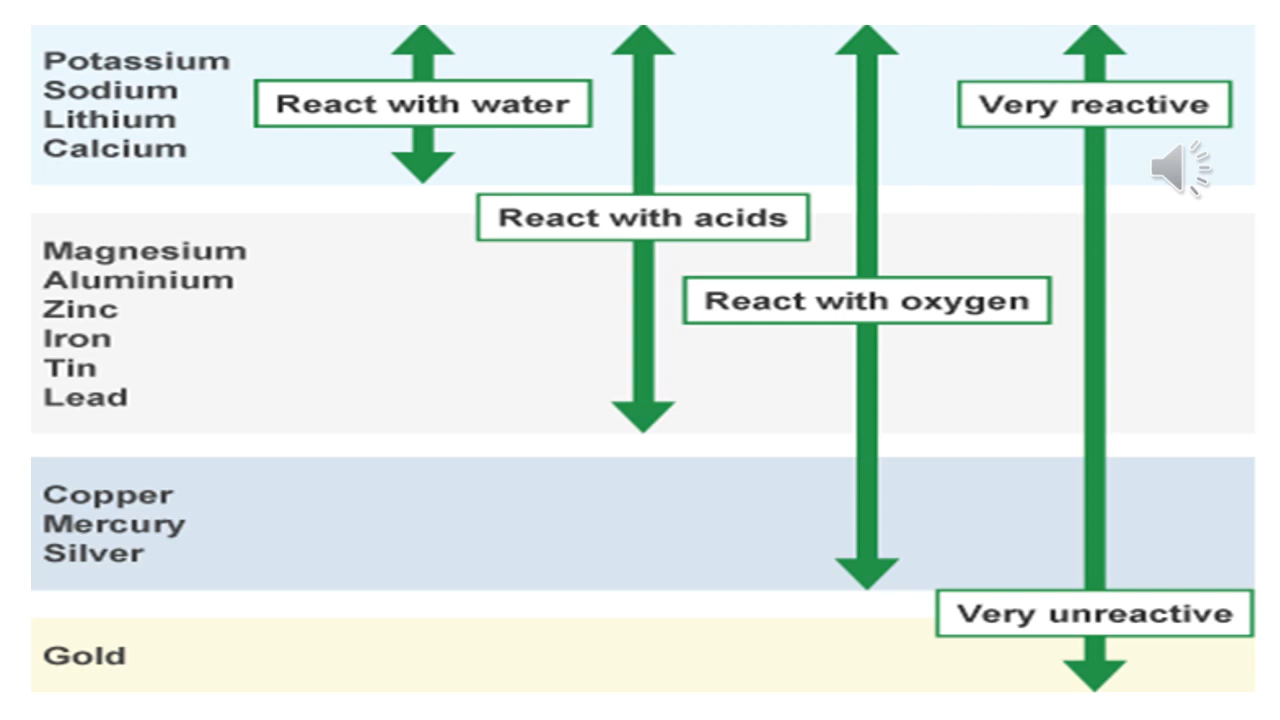 Potassium
Sodium
Lithium
Calcium
React with water
Very reactive
React with acids
Magnesium
Aluminium
Zinc
Iron
Tin
Lead
React with oxygen
Copper
Mercury
Silver
Very unreactive
Gold